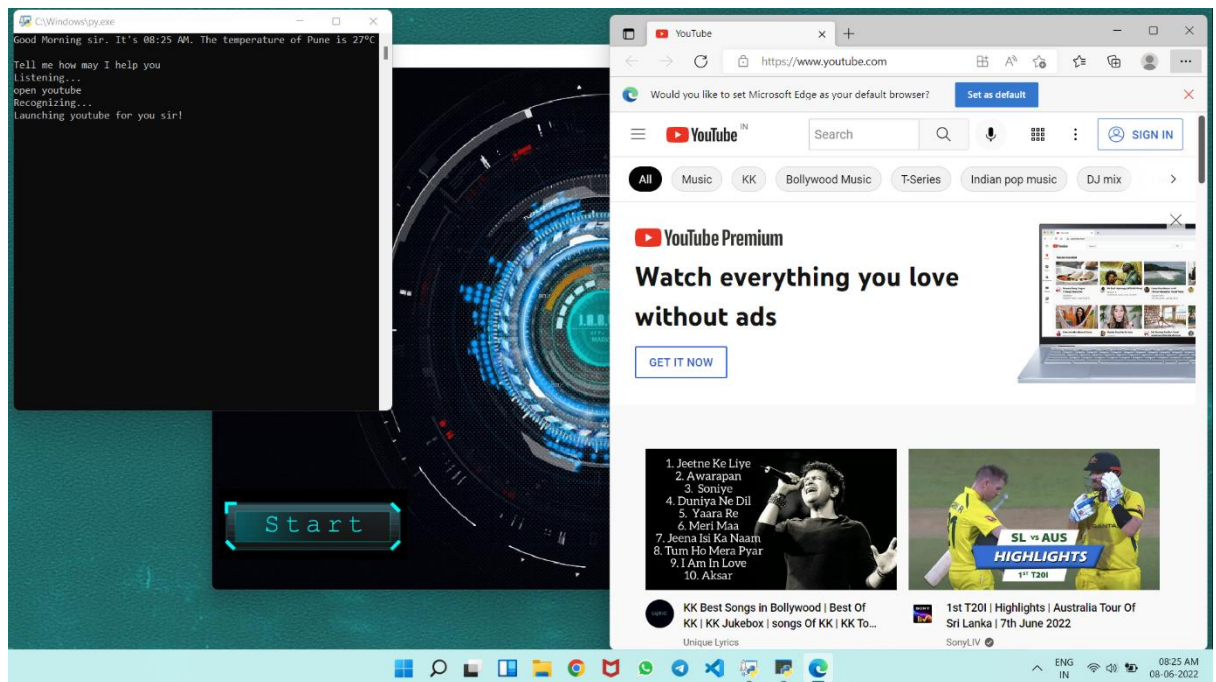 C:\Windows\py.exe
Good Morning sir. It's 08:25 AM. The temperature of Pune is 27°C
Tell me how may I help you
Listening...
open youtube
Recognizing...
Launching youtube for you sir!
Start
YouTube
https://www.youtube.com
Would you like to set Microsoft Edge as your default browser?
Set as default
YouTube IN
Search
SIGN IN
All
Music
KK
Bollywood Music
T-Series
Indian pop music
DJ mix
YouTube Premium
Watch everything you love
without ads
GET IT NOW
1. Jeetne Ke Liye
2. Awarapan
3. Soniye
4. Duniya Ne Dil
5. Yaara Re
6. Meri Maa
7. Jeena Isi Ka Naam
8. Tum Ho Mera Pyar
9. I Am In Love
10. Aksar
KK Best Songs in Bollywood | Best Of
KK | KK Jukebox | songs Of KK | KK To...
Unique Lyrics
SL vs AUS
HIGHLIGHTS
1ST T20I
1st T20I | Highlights | Australia Tour Of
Sri Lanka | 7th June 2022
SonyLIV
ENG
IN
08:25 AM
08-06-2022